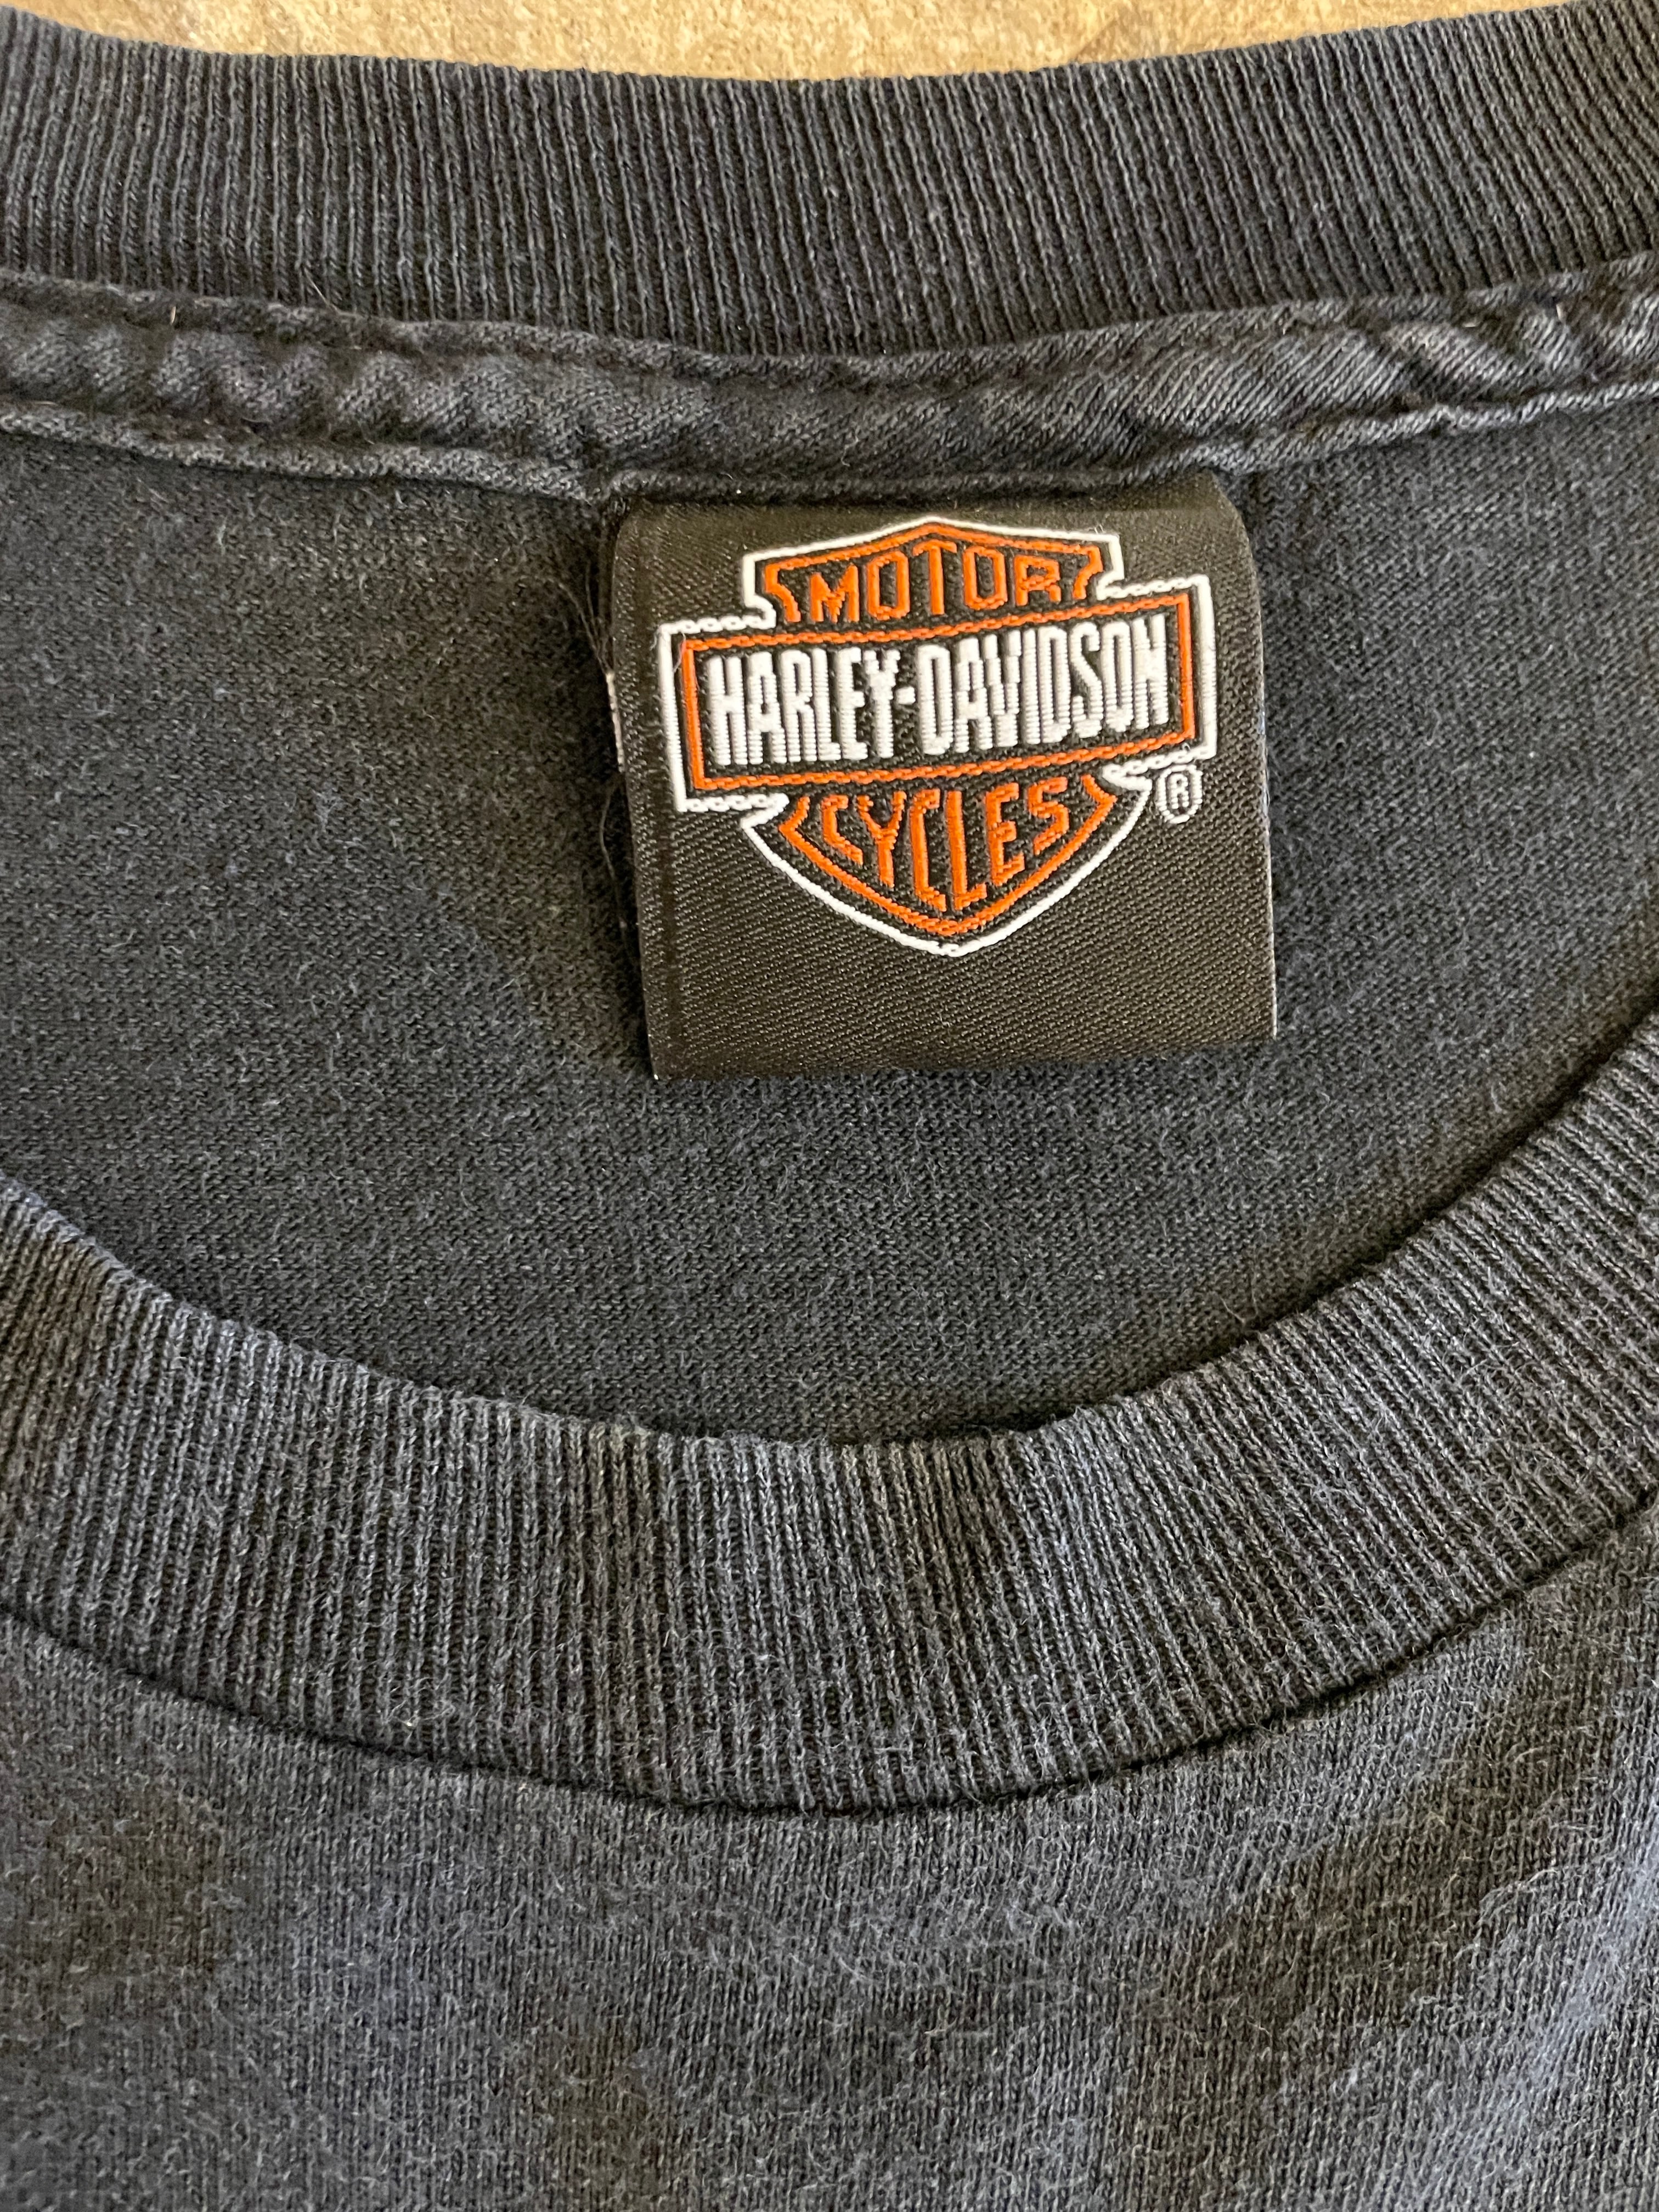 MOTOR
HARLEY-DAVIDSON
CYCLES
®